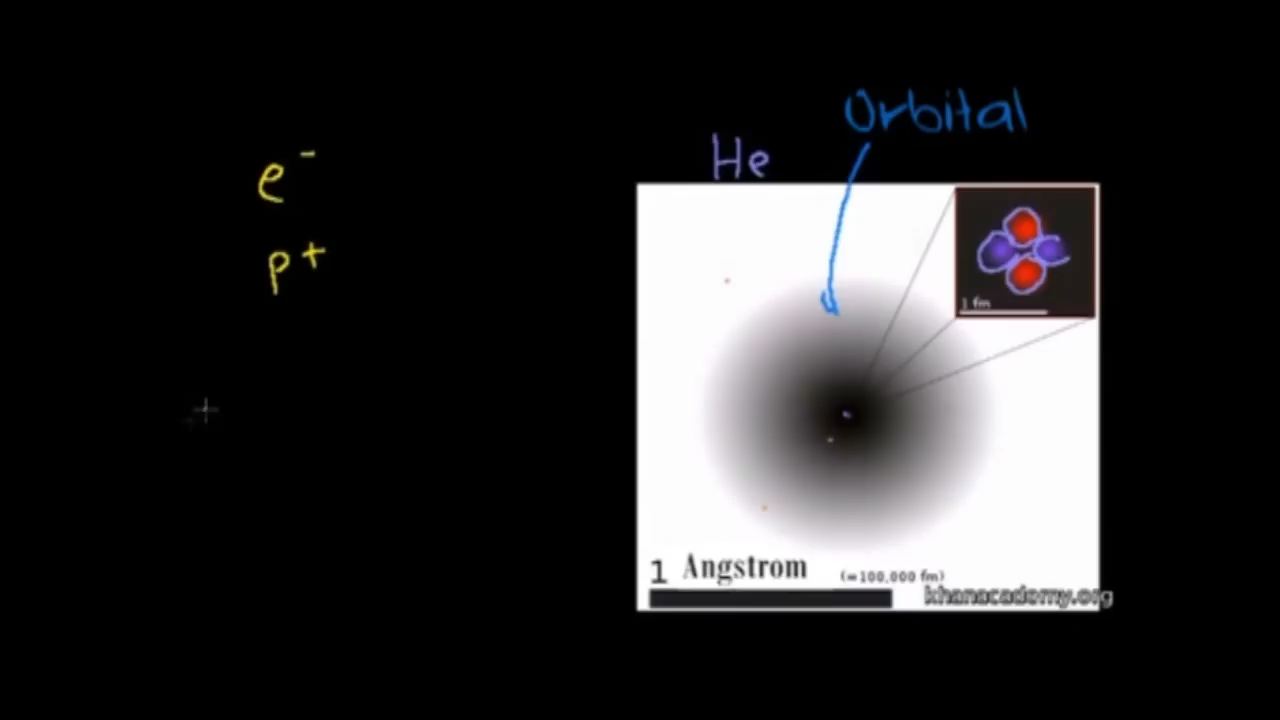 Orbital
He
e⁻
p+
1 fm
1 Angstrom (=100,000 fm)
khanacademy.org